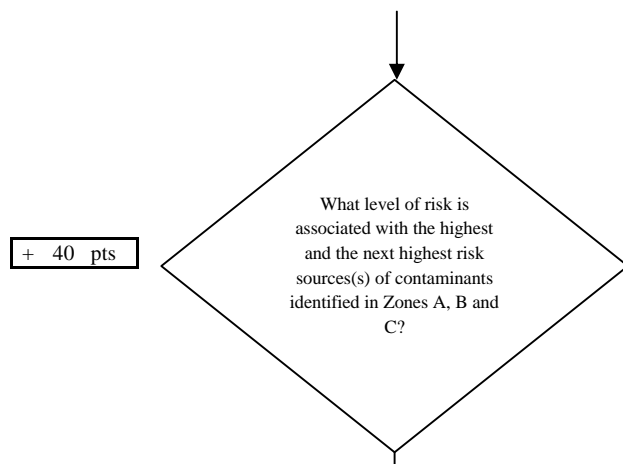 What level of risk is
associated with the highest
and the next highest risk
sources(s) of contaminants
identified in Zones A, B and
C?
+ 40 pts